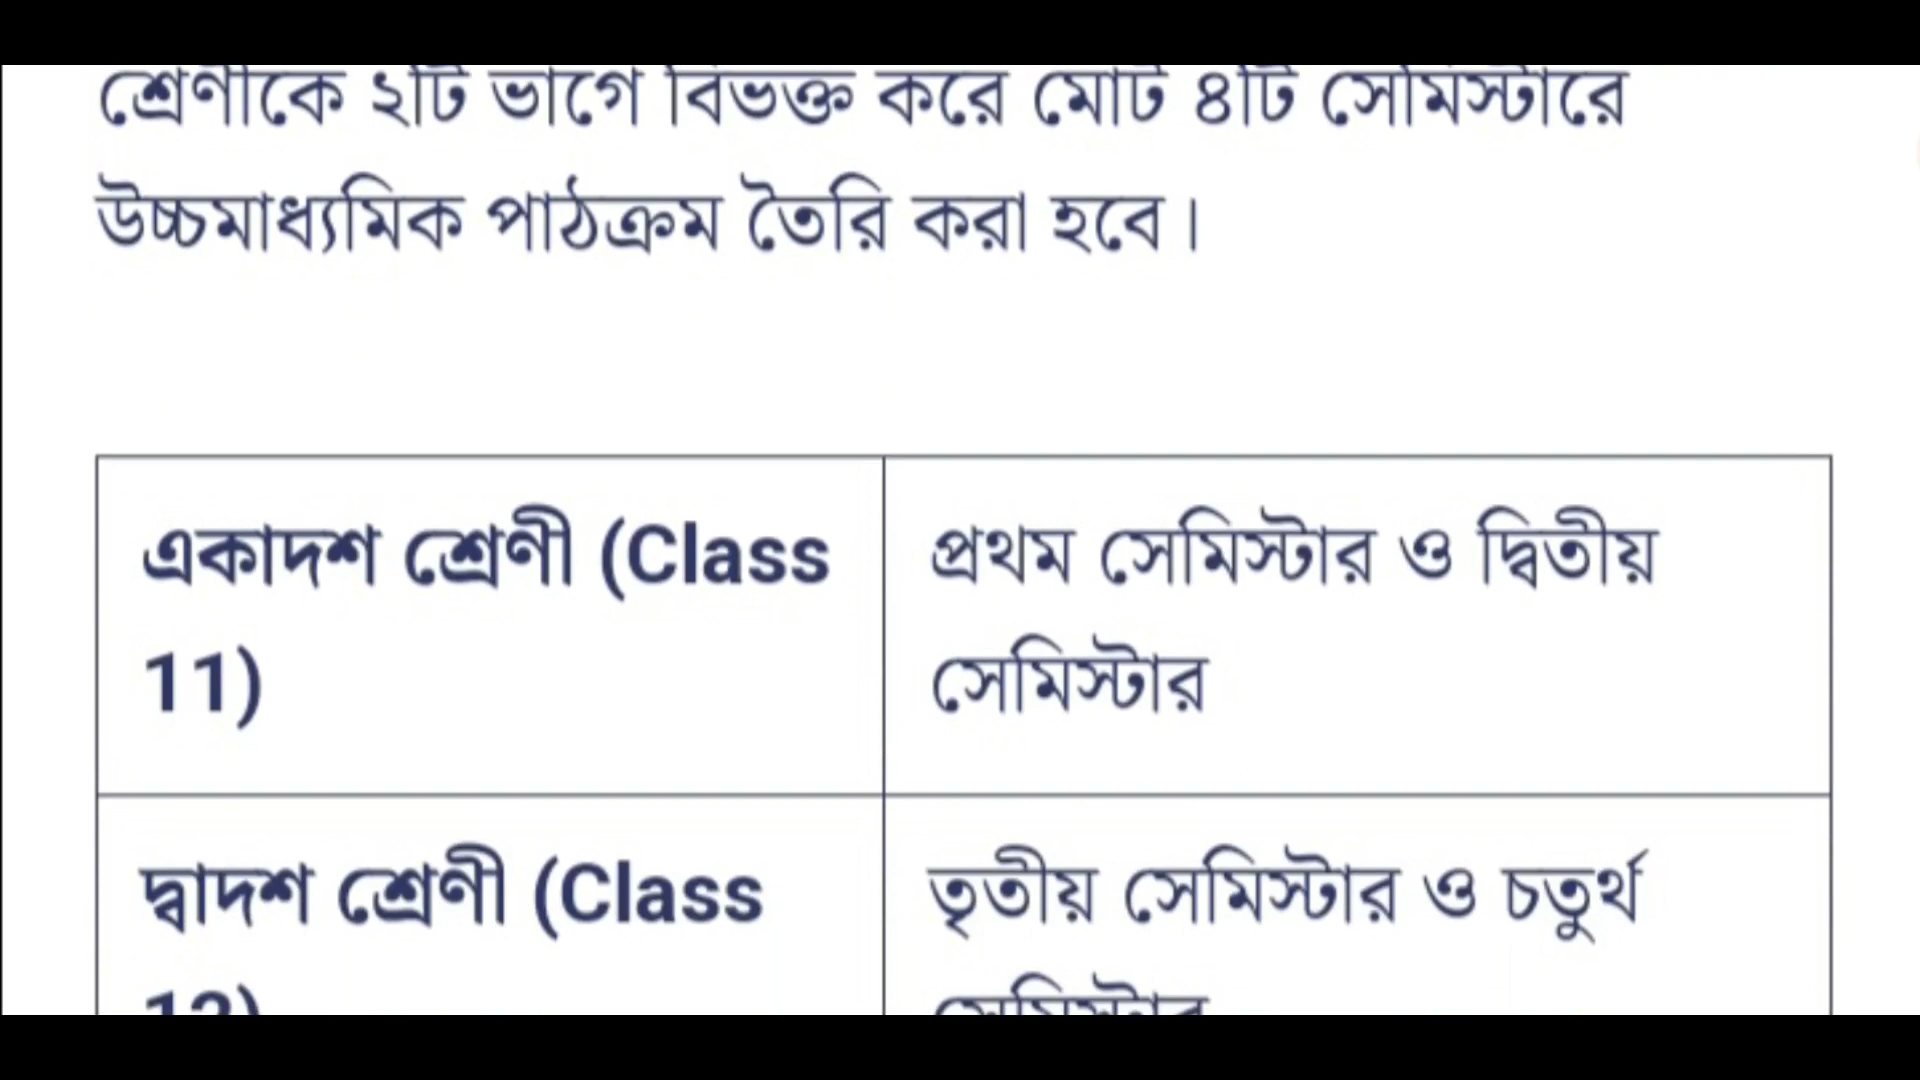 শ্রেণীকে ২টি ভাগে বিভক্ত করে মোট ৪টি সেমিস্টারে
উচ্চমাধ্যমিক পাঠক্রম তৈরি করা হবে।
একাদশ শ্রেণী (Class
11)
প্রথম সেমিস্টার ও দ্বিতীয়
সেমিস্টার
দ্বাদশ শ্রেণী (Class
12)
তৃতীয় সেমিস্টার ও চতুর্থ
সেমিস্টার